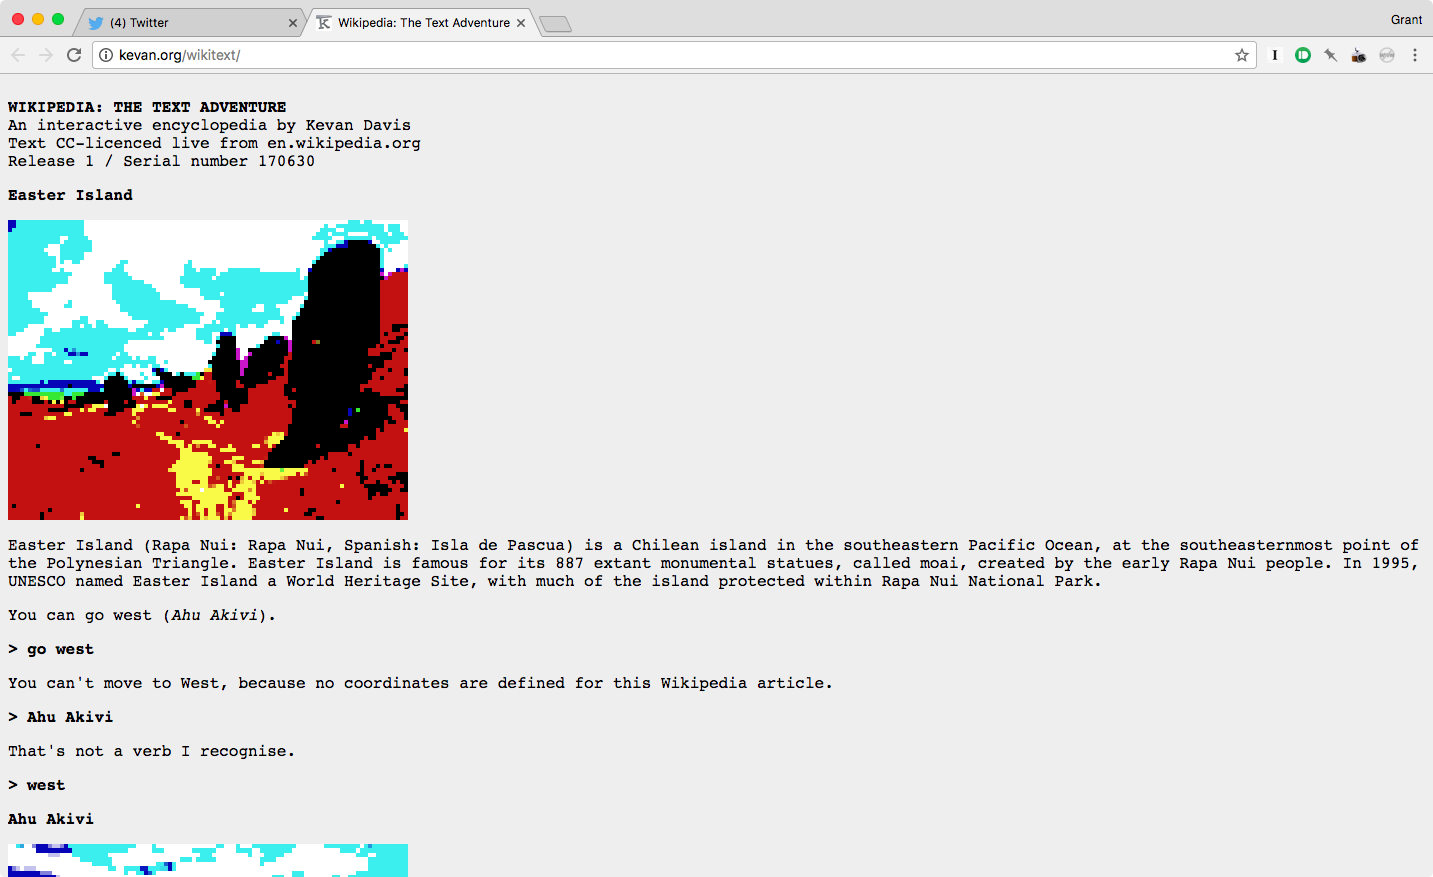 (4) Twitter
Wikipedia: The Text Adventure
Grant
kevan.org/wikitext/
WIKIPEDIA: THE TEXT ADVENTURE
An interactive encyclopedia by Kevan Davis
Text CC-licenced live from en.wikipedia.org
Release 1 / Serial number 170630
Easter Island
Easter Island (Rapa Nui: Rapa Nui, Spanish: Isla de Pascua) is a Chilean island in the southeastern Pacific Ocean, at the southeasternmost point of
the Polynesian Triangle. Easter Island is famous for its 887 extant monumental statues, called moai, created by the early Rapa Nui people. In 1995,
UNESCO named Easter Island a World Heritage Site, with much of the island protected within Rapa Nui National Park.
You can go west (Ahu Akivi).
> go west
You can't move to West, because no coordinates are defined for this Wikipedia article.
> Ahu Akivi
That's not a verb I recognise.
> west
Ahu Akivi